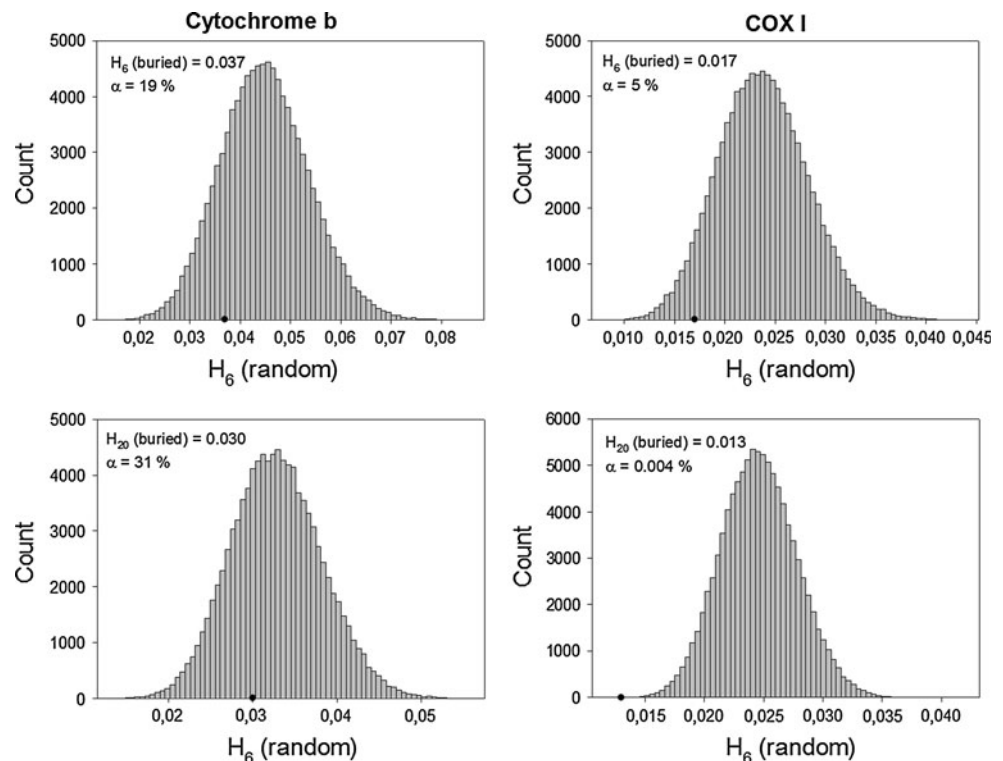 Cytochrome b
COX I
5000
4000
3000
2000
1000
0
Count
H6 (buried) = 0.037
α = 19 %
0,02 0,03 0,04 0,05 0,06 0,07 0,08
H6 (random)
5000
4000
3000
2000
1000
0
Count
H6 (buried) = 0.017
α = 5 %
0,010 0,015 0,020 0,025 0,030 0,035 0,040 0,045
H6 (random)
5000
4000
3000
2000
1000
0
Count
H20 (buried) = 0.030
α = 31 %
0,02 0,03 0,04 0,05
H6 (random)
6000
5000
4000
3000
2000
1000
0
Count
H20 (buried) = 0.013
α = 0.004 %
0,015 0,020 0,025 0,030 0,035 0,040
H6 (random)